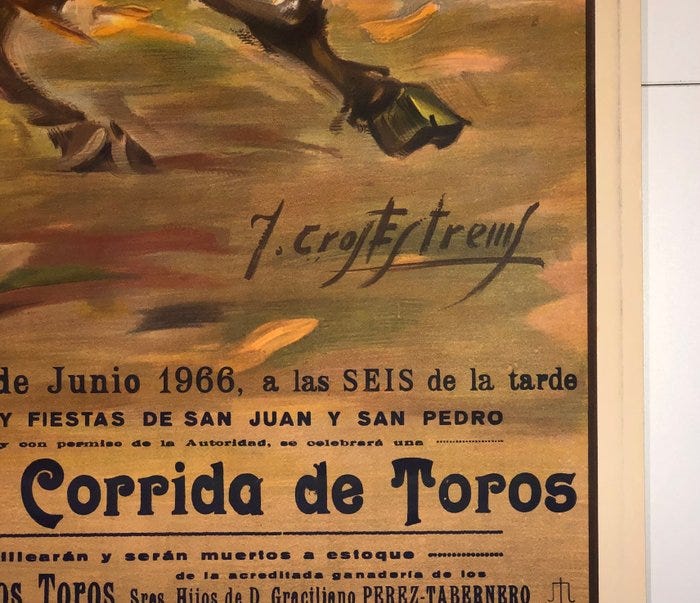 J. Cros Estrems
de Junio 1966, a las SEIS de la tarde
Y FIESTAS DE SAN JUAN Y SAN PEDRO
y con permiso de la Autoridad, se celebrará una
Corrida de Toros
illearán y serán muertos a estoque
de la acreditada ganadería de los
os Toros Sres. Hijos de D. Graciliano PEREZ-TABERNERO